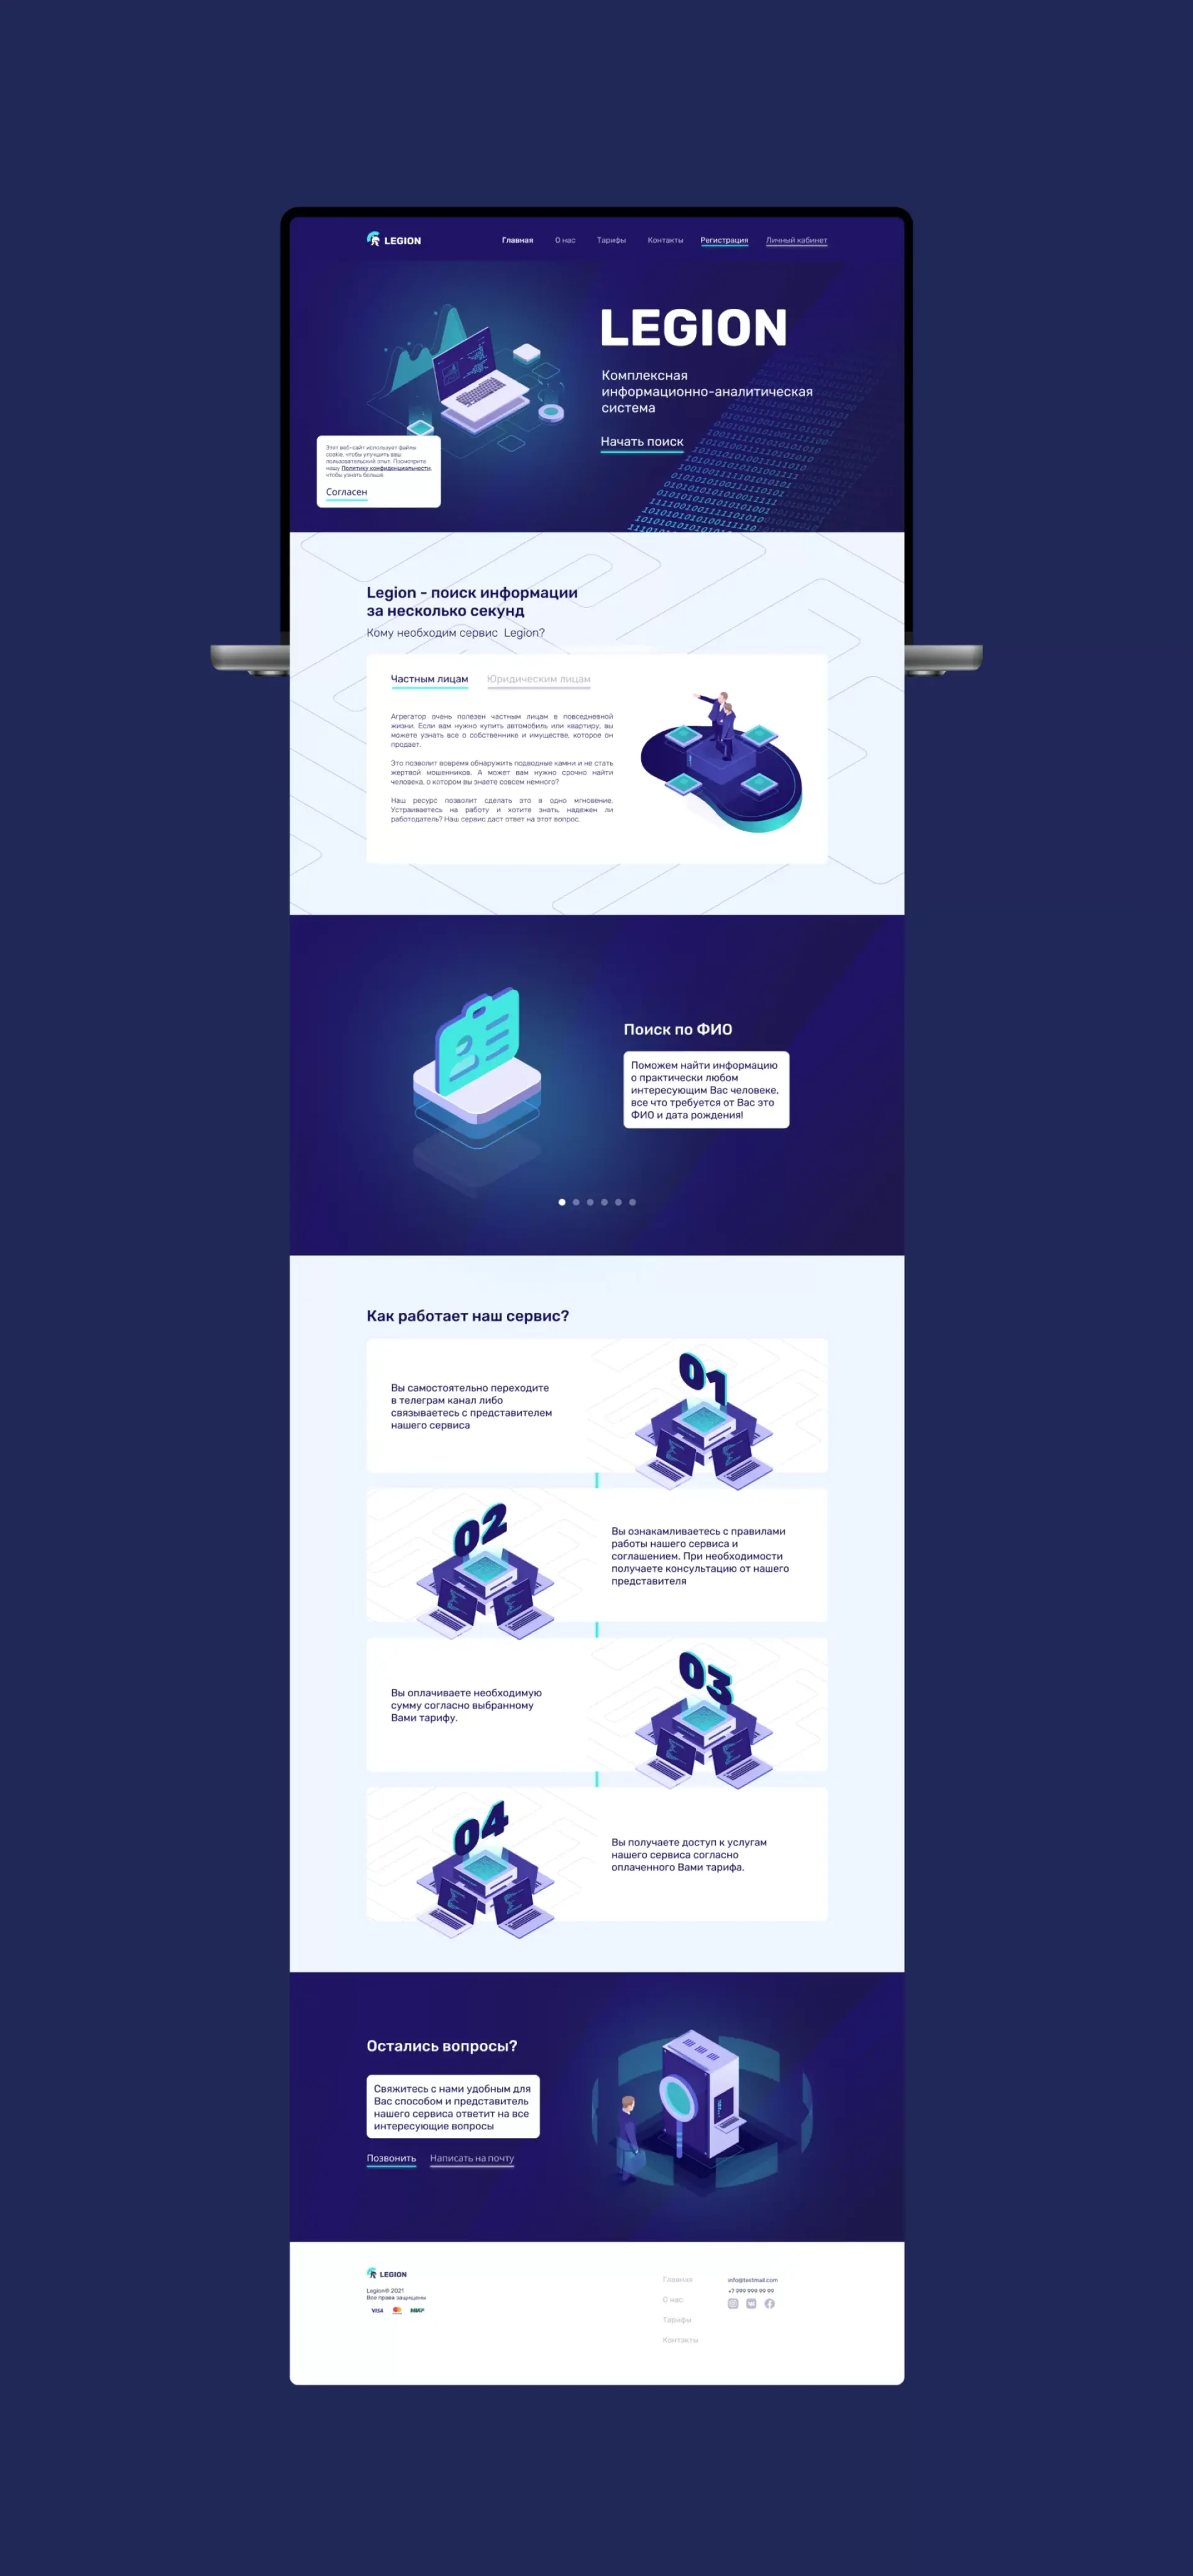 LEGION
Главная О нас Тарифы Контакты Регистрация Личный кабинет
LEGION
Комплексная
информационно-аналитическая
система
Начать поиск
Этот веб-сайт использует файлы
cookie, чтобы улучшить ваш
пользовательский опыт. Посмотрите
нашу Политику конфиденциальности,
чтобы узнать больше.
Согласен
Legion - поиск информации
за несколько секунд
Кому необходим сервис Legion?
Частным лицам Юридическим лицам
Агрегатор очень полезен частным лицам в повседневной
жизни. Если вам нужно купить автомобиль или квартиру, вы
можете узнать все о собственнике и имуществе, которое он
продает.
Это позволит вовремя обнаружить подводные камни и не стать
жертвой мошенников. А может вам нужно срочно найти
человека, о котором вы знаете совсем немного?
Наш ресурс позволит сделать это в одно мгновение.
Устраиваетесь на работу и хотите знать, надежен ли
работодатель? Наш сервис даст ответ на этот вопрос.
Поиск по ФИО
Поможем найти информацию
о практически любом
интересующим Вас человеке,
все что требуется от Вас это
ФИО и дата рождения!
Как работает наш сервис?
01
Вы самостоятельно переходите
в телеграм канал либо
связываетесь с представителем
нашего сервиса
02
Вы ознакамливаетесь с правилами
работы нашего сервиса и
соглашением. При необходимости
получаете консультацию от нашего
представителя
03
Вы оплачиваете необходимую
сумму согласно выбранному
Вами тарифу.
04
Вы получаете доступ к услугам
нашего сервиса согласно
оплаченного Вами тарифа.
Остались вопросы?
Свяжитесь с нами удобным для
Вас способом и представитель
нашего сервиса ответит на все
интересующие вопросы
Позвонить Написать на почту
LEGION
Legion® 2021
Все права защищены
VISA МИР
Главная
О нас
Тарифы
Контакты
info@testmail.com
+7 999 999 99 99